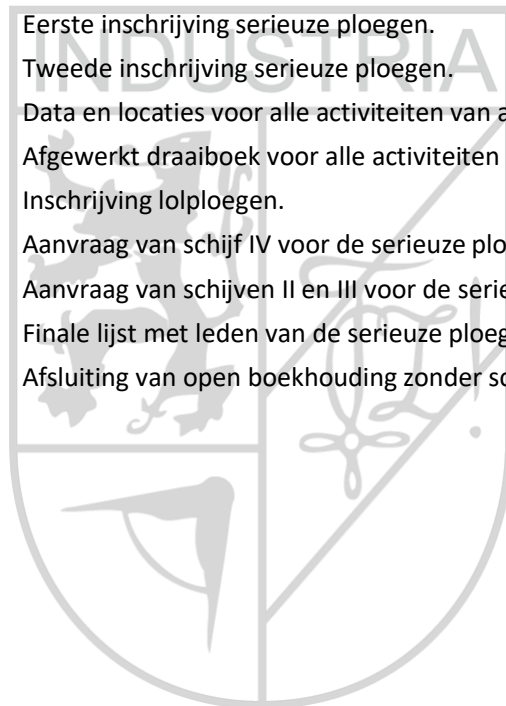 INDUSTRIA
Eerste inschrijving serieuze ploegen.
Tweede inschrijving serieuze ploegen.
Data en locaties voor alle activiteiten van a
Afgewerkt draaiboek voor alle activiteiten
Inschrijving lolploegen.
Aanvraag van schijf IV voor de serieuze plo
Aanvraag van schijven II en III voor de serie
Finale lijst met leden van de serieuze ploeg
Afsluiting van open boekhouding zonder sc